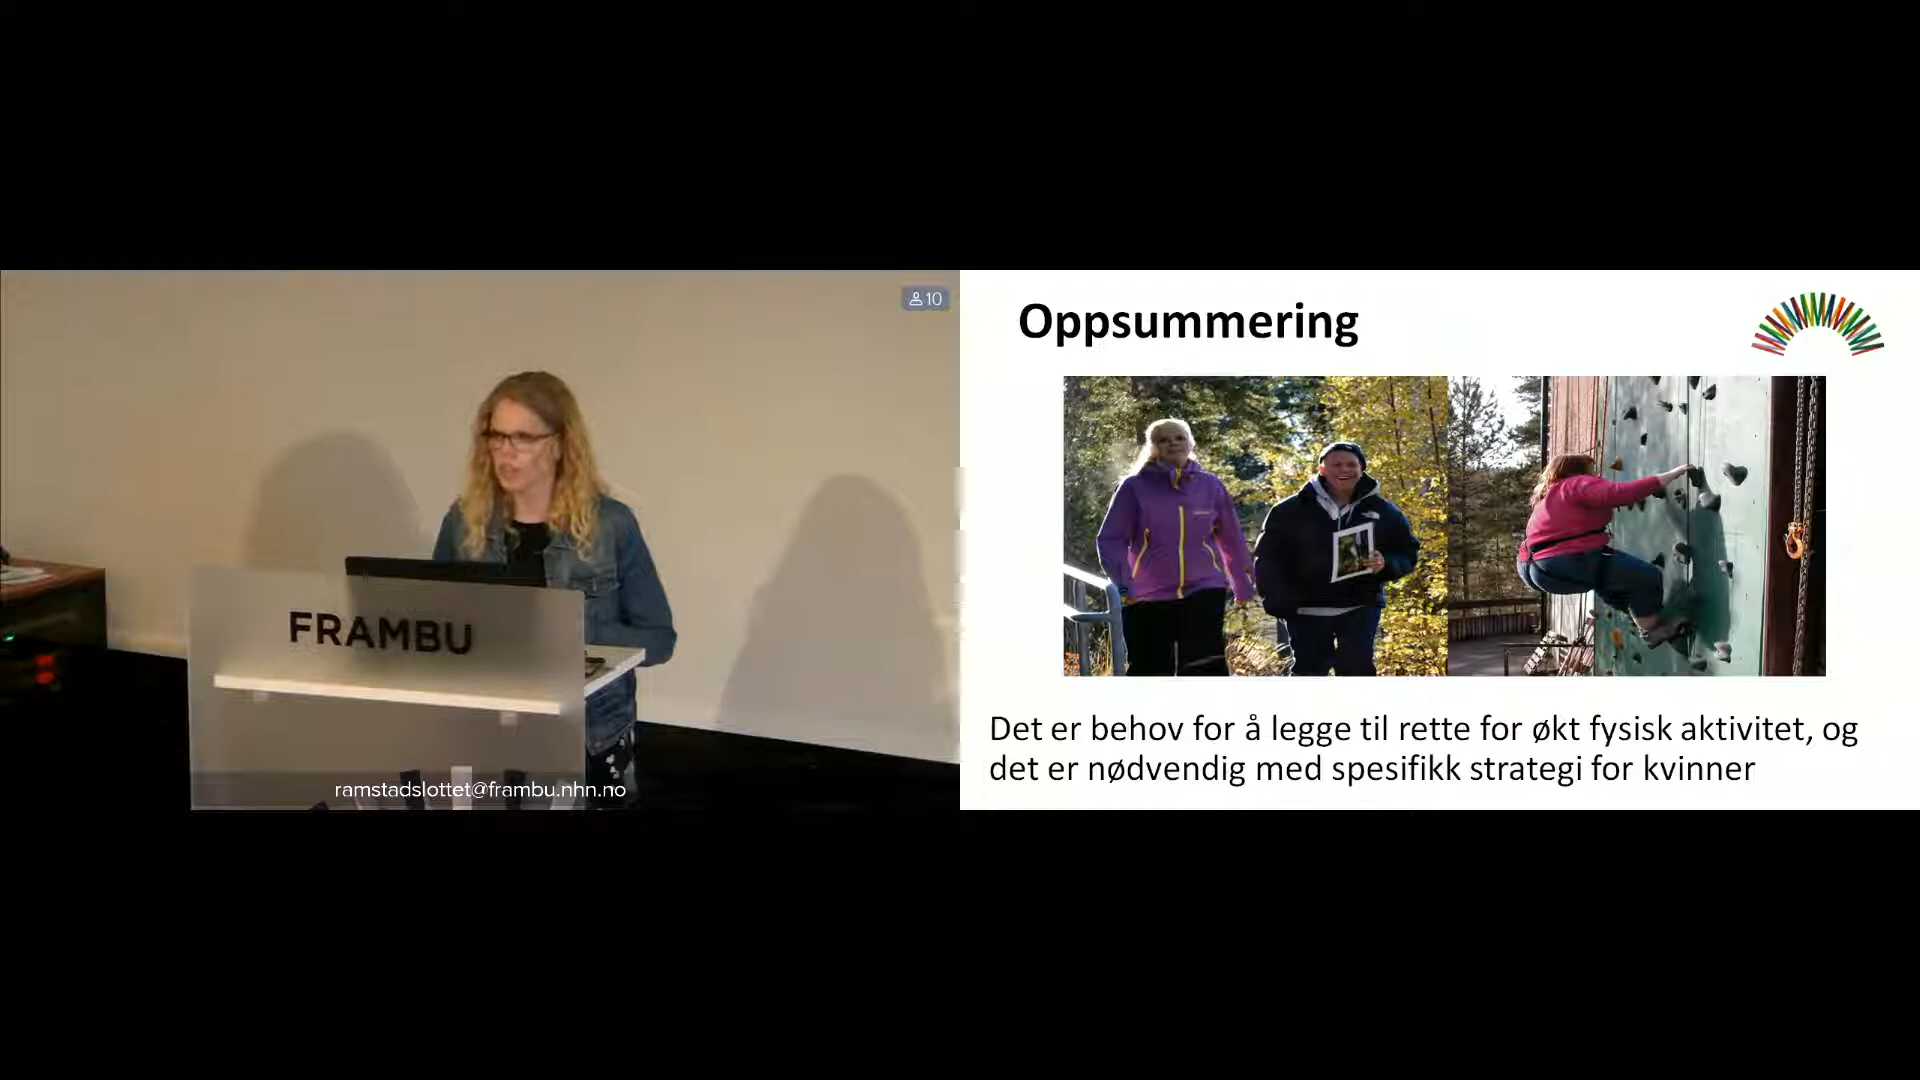 10
FRAMBU
ramstadslottet@frambu.nhn.no
Oppsummering
Det er behov for å legge til rette for økt fysisk aktivitet, og
det er nødvendig med spesifikk strategi for kvinner